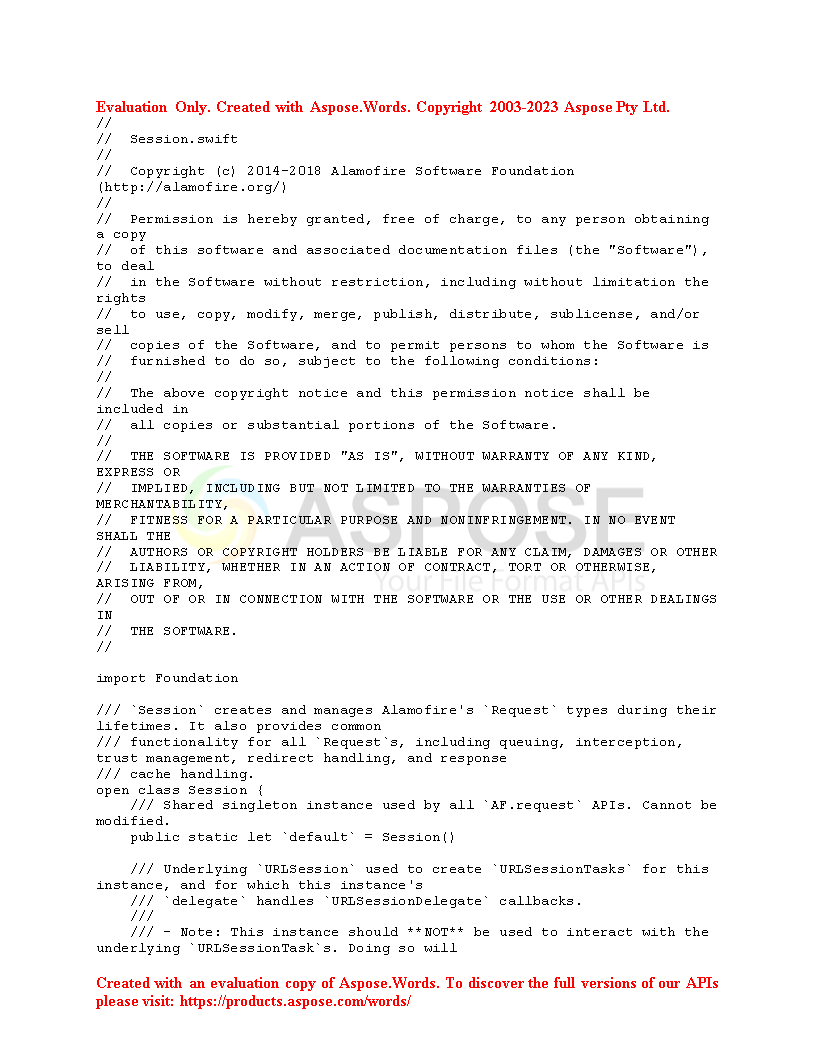 Evaluation Only. Created with Aspose.Words. Copyright 2003-2023 Aspose Pty Ltd.
//
//  Session.swift
//
//  Copyright (c) 2014-2018 Alamofire Software Foundation
(http://alamofire.org/)
//
//  Permission is hereby granted, free of charge, to any person obtaining
a copy
//  of this software and associated documentation files (the "Software"),
to deal
//  in the Software without restriction, including without limitation the
rights
//  to use, copy, modify, merge, publish, distribute, sublicense, and/or
sell
//  copies of the Software, and to permit persons to whom the Software is
//  furnished to do so, subject to the following conditions:
//
//  The above copyright notice and this permission notice shall be
included in
//  all copies or substantial portions of the Software.
//
//  THE SOFTWARE IS PROVIDED "AS IS", WITHOUT WARRANTY OF ANY KIND,
EXPRESS OR
//  IMPLIED, INCLUDING BUT NOT LIMITED TO THE WARRANTIES OF
MERCHANTABILITY,
//  FITNESS FOR A PARTICULAR PURPOSE AND NONINFRINGEMENT. IN NO EVENT
SHALL THE
ASPOSE
//  AUTHORS OR COPYRIGHT HOLDERS BE LIABLE FOR ANY CLAIM, DAMAGES OR OTHER
//  LIABILITY, WHETHER IN AN ACTION OF CONTRACT, TORT OR OTHERWISE,
ARISING FROM,
Your File Format APIs
//  OUT OF OR IN CONNECTION WITH THE SOFTWARE OR THE USE OR OTHER DEALINGS
IN
//  THE SOFTWARE.
//
import Foundation
/// `Session` creates and manages Alamofire's `Request` types during their
lifetimes. It also provides common
/// functionality for all `Request`s, including queuing, interception,
trust management, redirect handling, and response
/// cache handling.
open class Session {
    /// Shared singleton instance used by all `AF.request` APIs. Cannot be
modified.
    public static let `default` = Session()
    /// Underlying `URLSession` used to create `URLSessionTasks` for this
instance, and for which this instance's
    /// `delegate` handles `URLSessionDelegate` callbacks.
    ///
    /// - Note: This instance should **NOT** be used to interact with the
underlying `URLSessionTask`s. Doing so will
Created with an evaluation copy of Aspose.Words. To discover the full versions of our APIs
please visit: https://products.aspose.com/words/